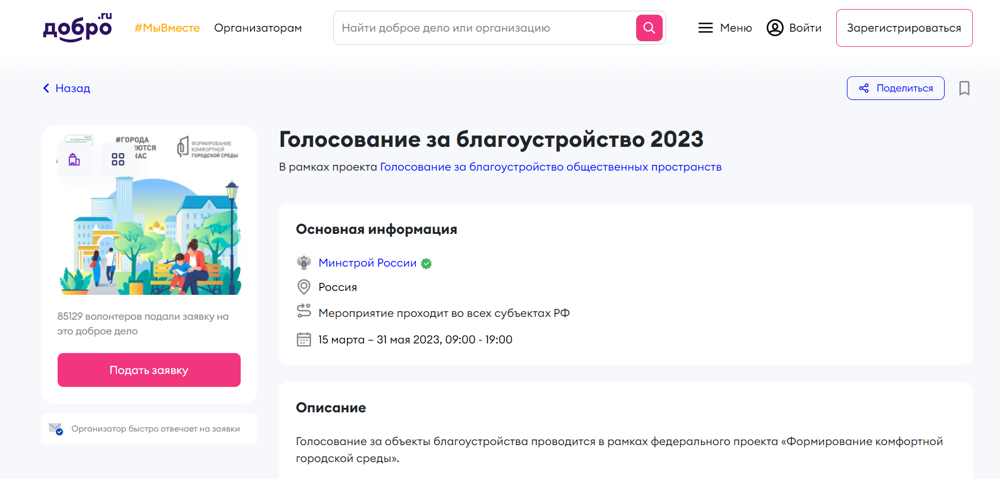 добро.ru
#МыВместе
Организаторам
Найти доброе дело или организацию
Меню
Войти
Зарегистрироваться
Назад
Поделиться
#ГОРОДА
ФОРМИРОВАНИЕ
КОМФОРТНОЙ
ГОРОДСКОЙ СРЕДЫ
85129 волонтеров подали заявку на
это доброе дело
Подать заявку
Организатор быстро отвечает на заявки
Голосование за благоустройство 2023
В рамках проекта Голосование за благоустройство общественных пространств
Основная информация
Минстрой России
Россия
Мероприятие проходит во всех субъектах РФ
15 марта – 31 мая 2023, 09:00 - 19:00
Описание
Голосование за объекты благоустройства проводится в рамках федерального проекта «Формирование комфортной
городской среды».